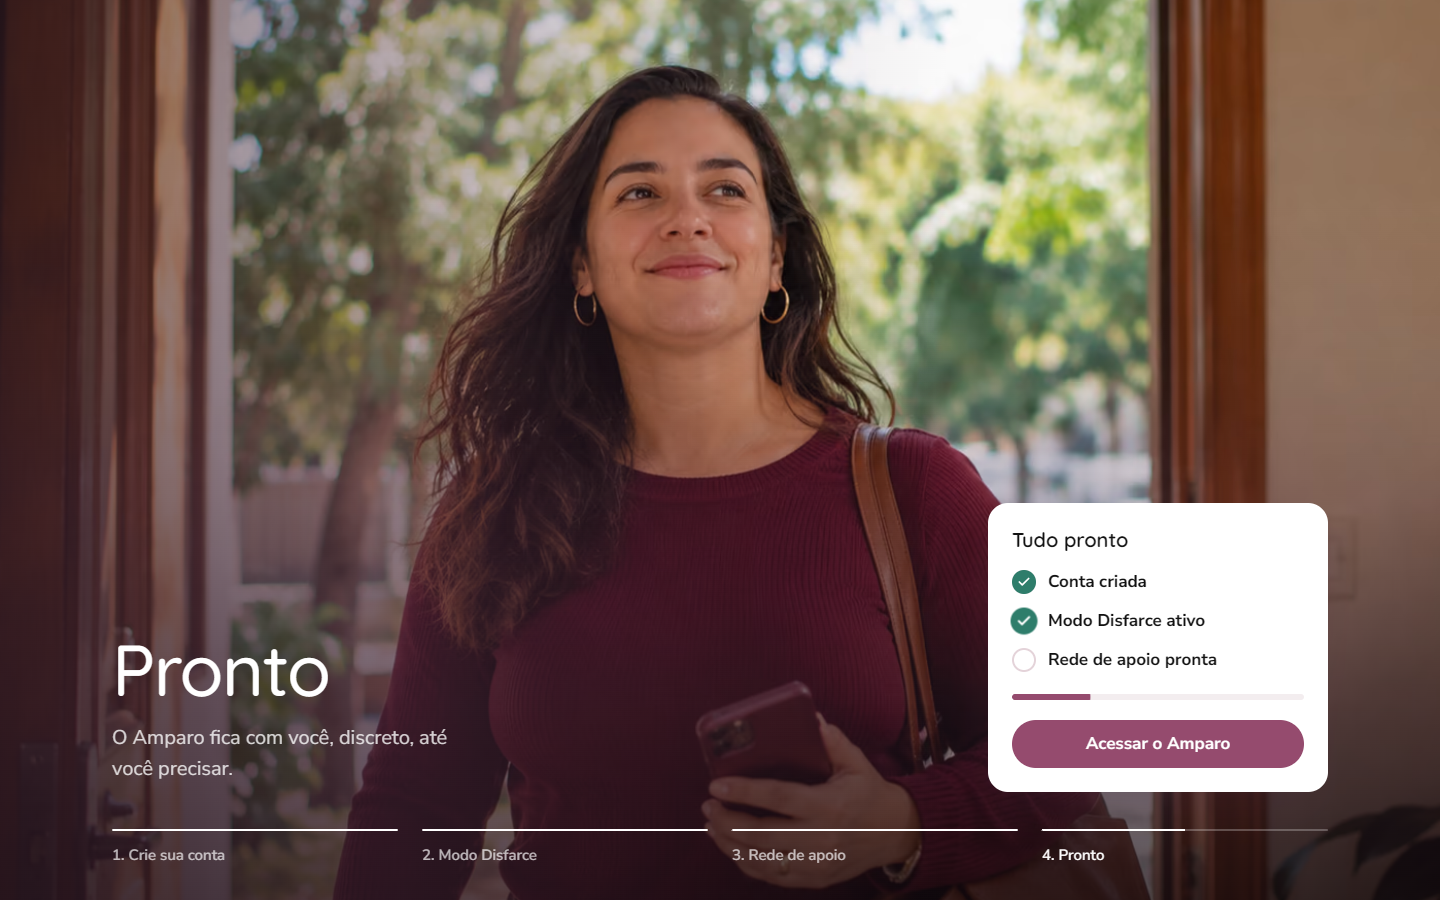 Pronto
O Amparo fica com você, discreto, até
você precisar.
Tudo pronto
Conta criada
Modo Disfarce ativo
Rede de apoio pronta
Acessar o Amparo
1. Crie sua conta
2. Modo Disfarce
3. Rede de apoio
4. Pronto